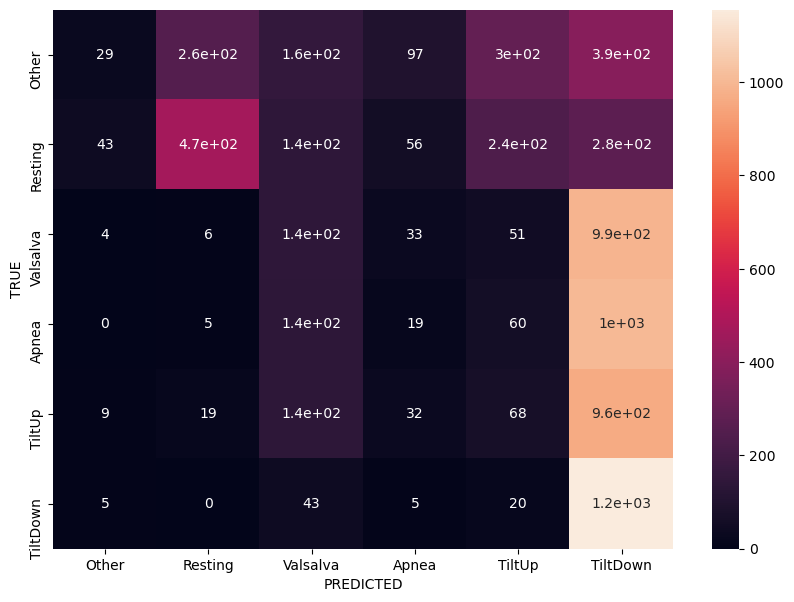 Other 29 2.6e+02 1.6e+02 97 3e+02 3.9e+02
Resting 43 4.7e+02 1.4e+02 56 2.4e+02 2.8e+02
Valsalva 4 6 1.4e+02 33 51 9.9e+02
Apnea 0 5 1.4e+02 19 60 1e+03
TiltUp 9 19 1.4e+02 32 68 9.6e+02
TiltDown 5 0 43 5 20 1.2e+03
TRUE
Other Resting Valsalva Apnea TiltUp TiltDown
PREDICTED
1000
800
600
400
200
0